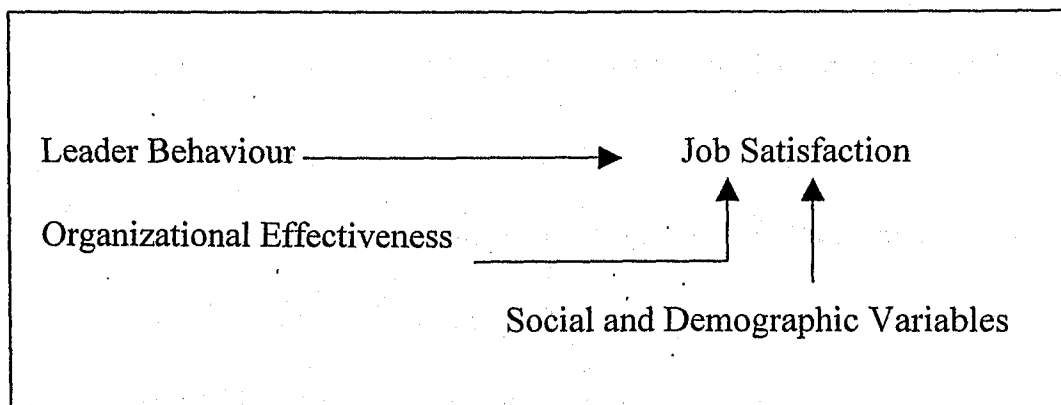 Leader Behaviour
Job Satisfaction
Organizational Effectiveness
Social and Demographic Variables